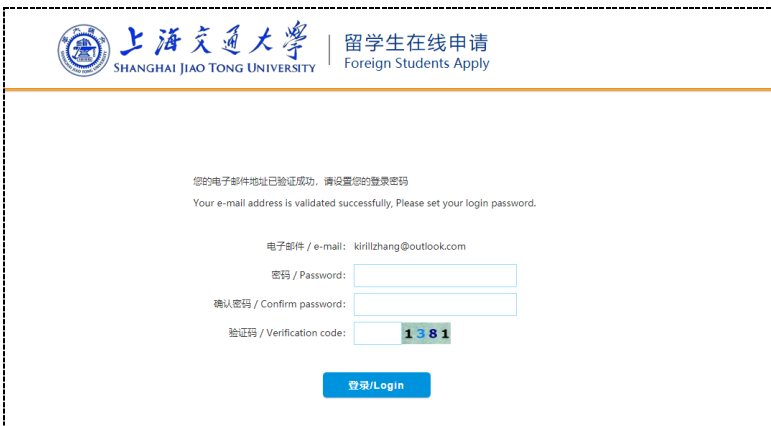 上海交通大学
SHANGHAI JIAO TONG UNIVERSITY
留学生在线申请
Foreign Students Apply
您的电子邮件地址已验证成功，请设置您的登录密码
Your e-mail address is validated successfully, Please set your login password.
电子邮件 / e-mail: kirillzhang@outlook.com
密码 / Password:
确认密码 / Confirm password:
验证码 / Verification code: 1381
登录/Login